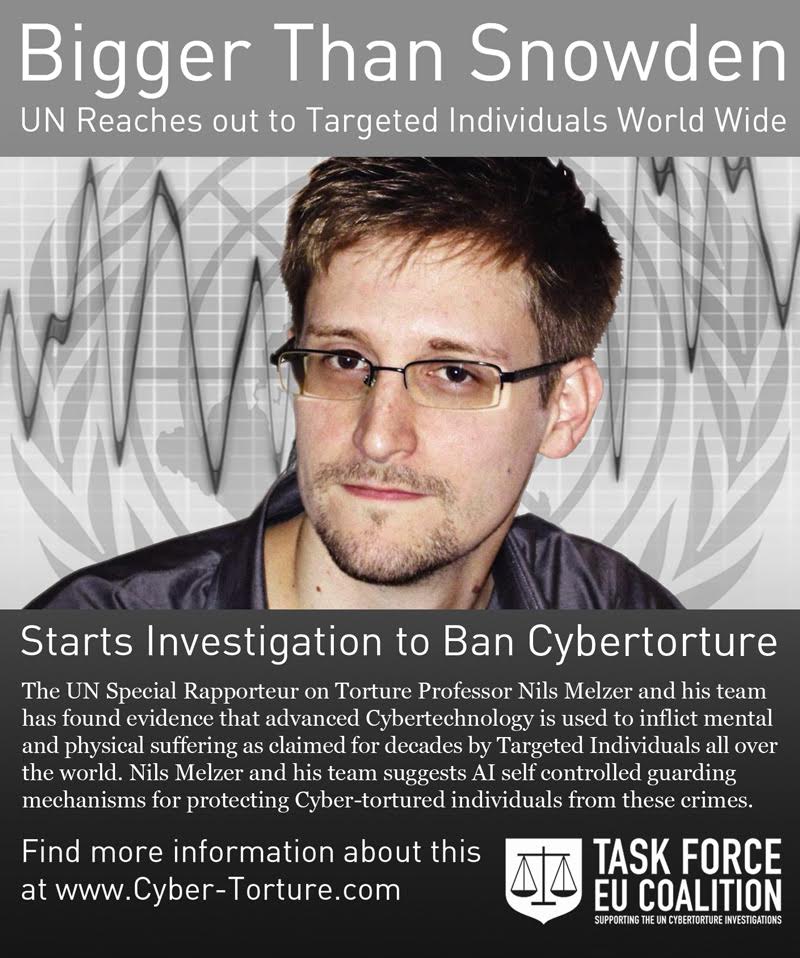 Bigger Than Snowden
UN Reaches out to Targeted Individuals World Wide
Starts Investigation to Ban Cybertorture
The UN Special Rapporteur on Torture Professor Nils Melzer and his team
has found evidence that advanced Cybertechnology is used to inflict mental
and physical suffering as claimed for decades by Targeted Individuals all over
the world. Nils Melzer and his team suggests AI self controlled guarding
mechanisms for protecting Cyber-tortured individuals from these crimes.
Find more information about this
at www.Cyber-Torture.com
TASK FORCE
EU COALITION
SUPPORTING THE UN CYBERTORTURE INVESTIGATIONS